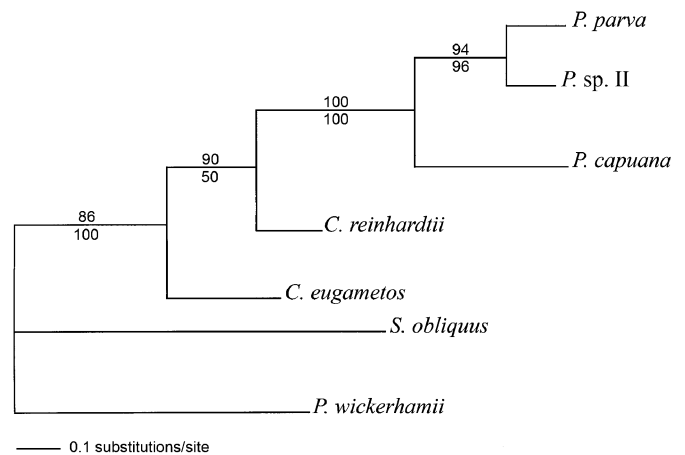 P. parva
94
96
P. sp. II
100
100
P. capuana
90
50
C. reinhardtii
86
100
C. eugametos
S. obliquus
P. wickerhamii
0.1 substitutions/site